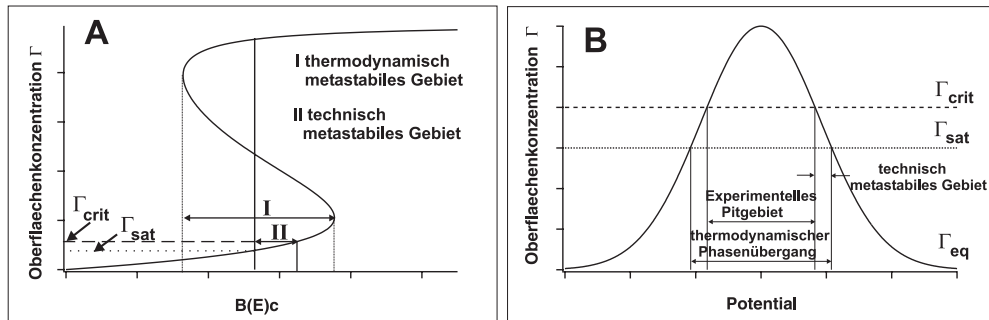 A
Oberflaechenkonzentration Γ
I thermodynamisch
metastabiles Gebiet
II technisch
metastabiles Gebiet
Γcrit
Γsat
I
II
B(E)c
B
Oberflaechenkonzentration Γ
Γcrit
Γsat
technisch
metastabiles Gebiet
Experimentelles
Pitgebiet
thermodynamischer
Phasenübergang
Γeq
Potential